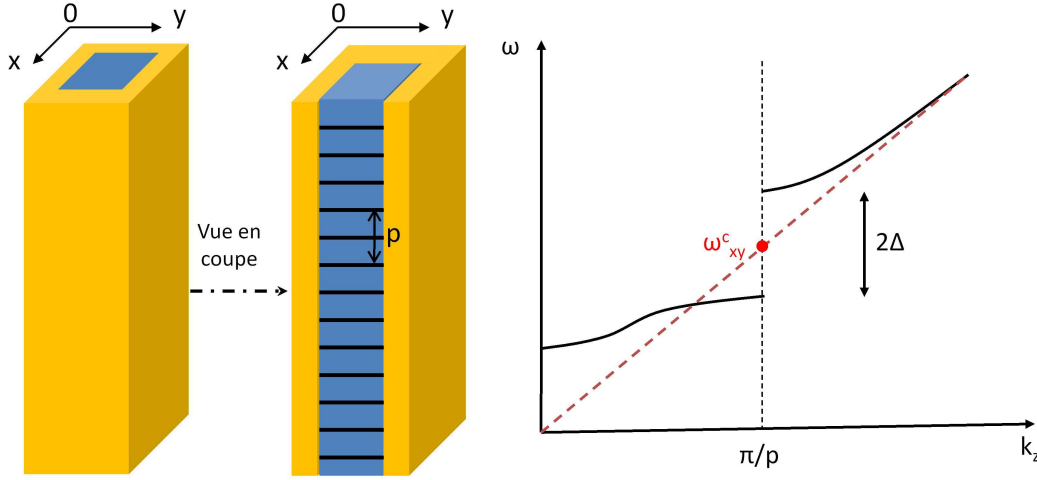 0
y
x
0
y
x
Vue en
coupe
p
ω
ω^c_xy
2Δ
π/p
k_z